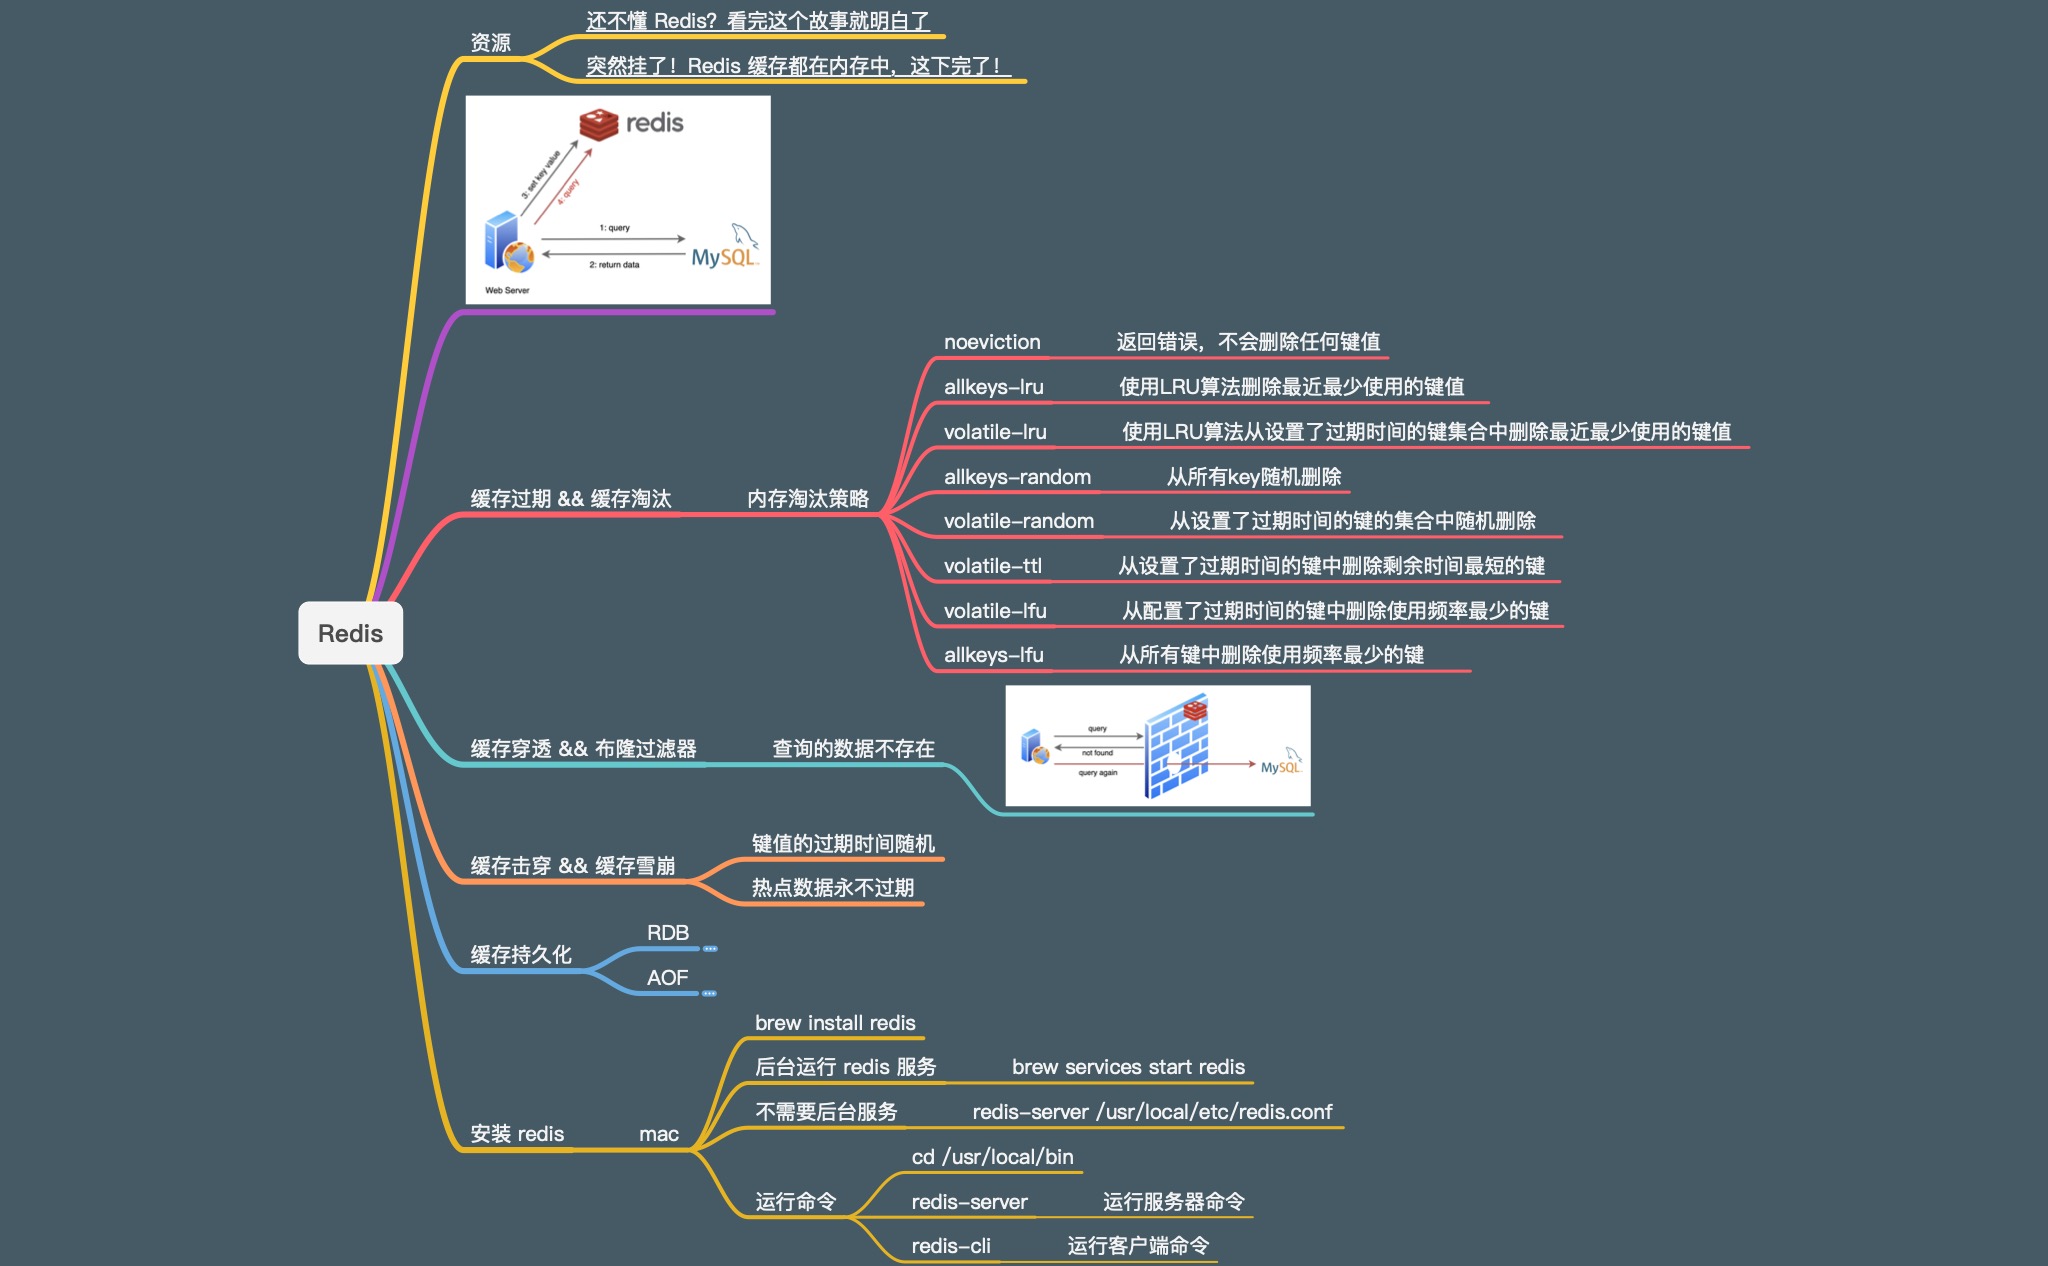 还不懂 Redis？看完这个故事就明白了
资源
突然挂了！Redis 缓存都在内存中，这下完了！
redis
3: set key value
4: query
1: query
MySQL
2: return data
Web Server
noeviction 返回错误，不会删除任何键值
allkeys-lru 使用LRU算法删除最近最少使用的键值
volatile-lru 使用LRU算法从设置了过期时间的键集合中删除最近最少使用的键值
allkeys-random 从所有key随机删除
缓存过期 && 缓存淘汰 内存淘汰策略
volatile-random 从设置了过期时间的键的集合中随机删除
volatile-ttl 从设置了过期时间的键中删除剩余时间最短的键
volatile-lfu 从配置了过期时间的键中删除使用频率最少的键
Redis
allkeys-lfu 从所有键中删除使用频率最少的键
query
缓存穿透 && 布隆过滤器 查询的数据不存在
not found
MySQL
query again
键值的过期时间随机
缓存击穿 && 缓存雪崩
热点数据永不过期
RDB
缓存持久化
AOF
brew install redis
后台运行 redis 服务 brew services start redis
不需要后台服务 redis-server /usr/local/etc/redis.conf
安装 redis mac
cd /usr/local/bin
运行命令
redis-server 运行服务器命令
redis-cli 运行客户端命令